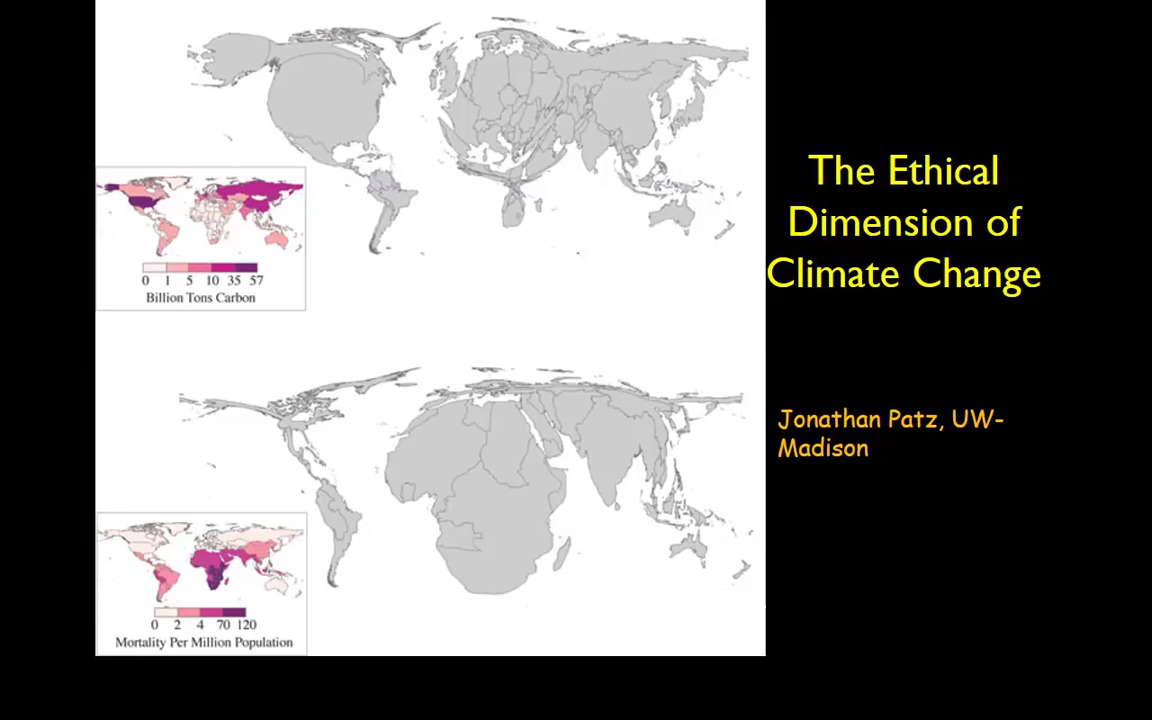 The Ethical
Dimension of
Climate Change
0 1 5 10 35 57
Billion Tons Carbon
Jonathan Patz, UW-
Madison
0 2 4 70 120
Mortality Per Million Population